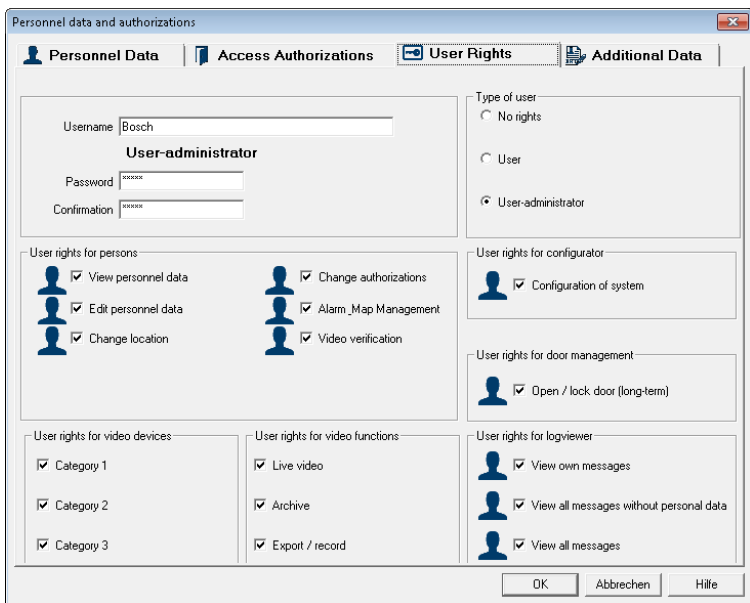 Personnel data and authorizations
Personnel Data
Access Authorizations
User Rights
Additional Data
Username
Bosch
User-administrator
Password
×××××
Confirmation
×××××
Type of user
No rights
User
User-administrator
User rights for persons
View personnel data
Change authorizations
Edit personnel data
Alarm_Map Management
Change location
Video verification
User rights for configurator
Configuration of system
User rights for door management
Open / lock door (long-term)
User rights for video devices
Category 1
Category 2
Category 3
User rights for video functions
Live video
Archive
Export / record
User rights for logviewer
View own messages
View all messages without personal data
View all messages
OK
Abbrechen
Hilfe